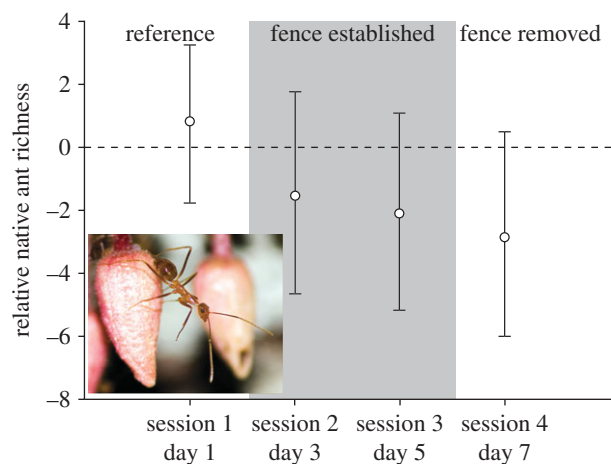 reference
fence established
fence removed
relative native ant richness
4
2
0
–2
–4
–6
–8
session 1
day 1
session 2
day 3
session 3
day 5
session 4
day 7